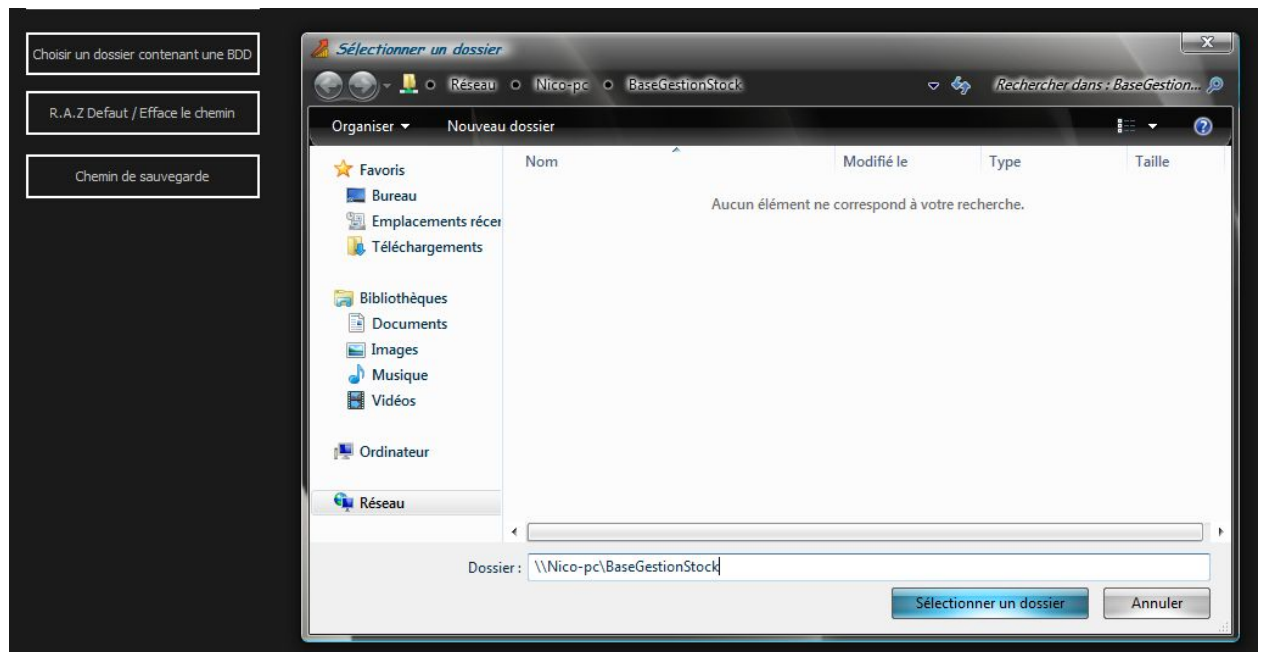 Choisir un dossier contenant une BDD
R.A.Z Defaut / Efface le chemin
Chemin de sauvegarde
Sélectionner un dossier
x
Réseau Nico-pc BaseGestionStock
Rechercher dans : BaseGestion...
Organiser Nouveau dossier
?
Nom Modifié le Type Taille
Aucun élément ne correspond à votre recherche.
Favoris
Bureau
Emplacements récer
Téléchargements
Bibliothèques
Documents
Images
Musique
Vidéos
Ordinateur
Réseau
Dossier : \\Nico-pc\BaseGestionStock
Sélectionner un dossier Annuler